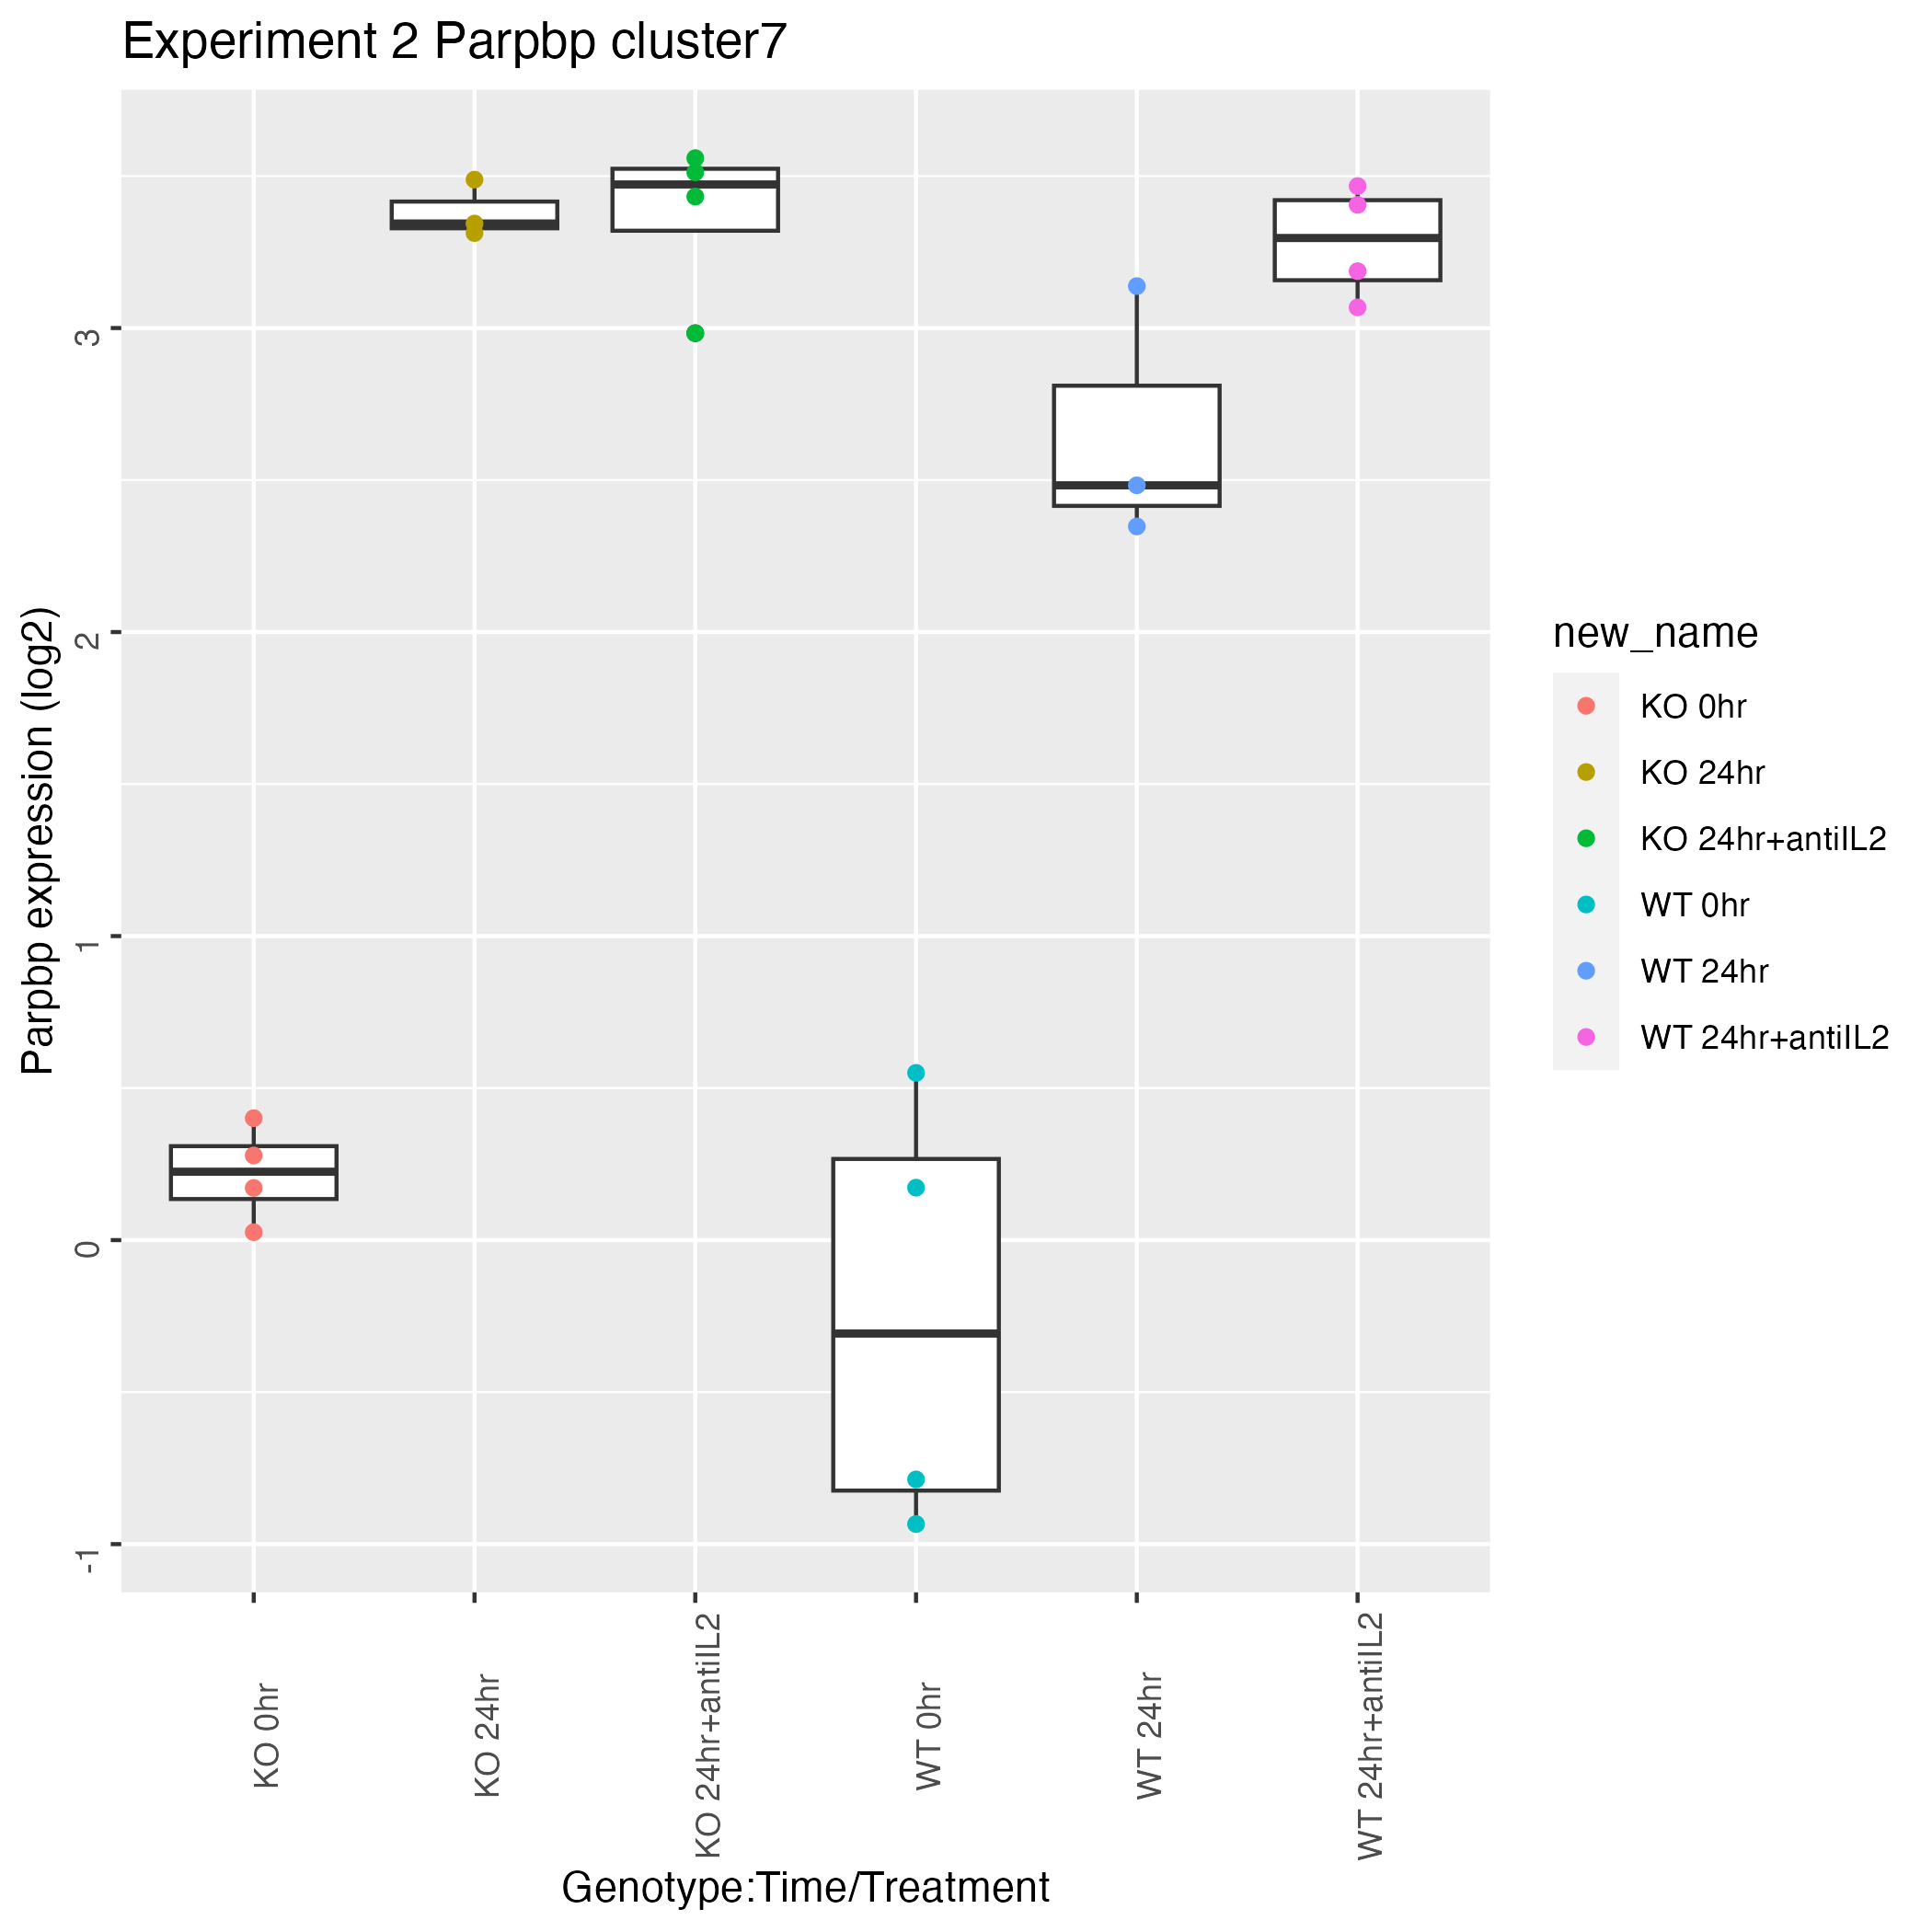 Experiment 2 Parpbp cluster7
Parpbp expression (log2)
3
2
1
0
-1
KO 0hr
KO 24hr
KO 24hr+antiIL2
WT 0hr
WT 24hr
WT 24hr+antiIL2
Genotype:Time/Treatment
new_name
KO 0hr
KO 24hr
KO 24hr+antiIL2
WT 0hr
WT 24hr
WT 24hr+antiIL2